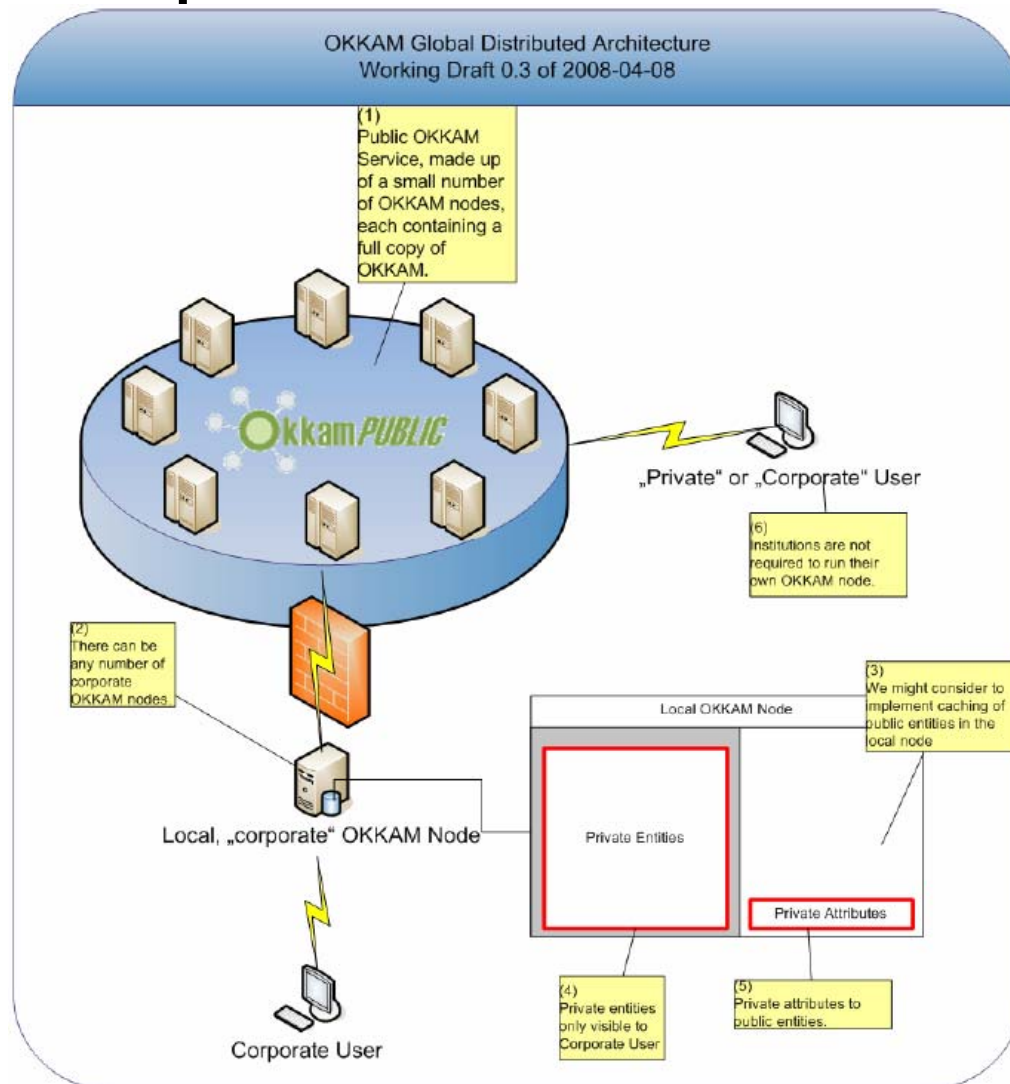 OKKAM Global Distributed Architecture
Working Draft 0.3 of 2008-04-08
(1)
Public OKKAM
Service, made up
of a small number
of OKKAM nodes,
each containing a
full copy of
OKKAM.
OkkamPUBLIC
„Private“ or „Corporate“ User
(6)
Institutions are not
required to run their
own OKKAM node.
(2)
There can be
any number of
corporate
OKKAM nodes
(3)
We might consider to
implement caching of
public entities in the
local node
Local OKKAM Node
Private Entities
Private Attributes
Local, „corporate“ OKKAM Node
(4)
Private entities
only visible to
Corporate User
(5)
Private attributes to
public entities.
Corporate User